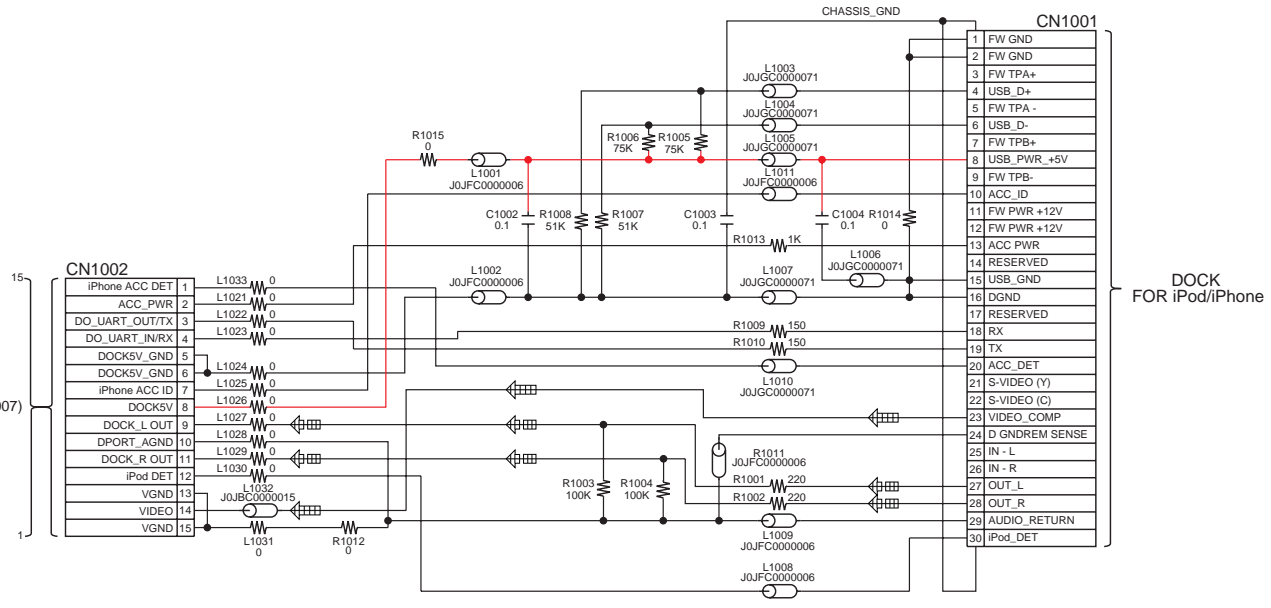 CHASSIS_GND
CN1001
1 FW GND
2 FW GND
3 FW TPA+
4 USB_D+
5 FW TPA -
6 USB_D-
7 FW TPB+
8 USB_PWR_+5V
9 FW TPB-
10 ACC_ID
11 FW PWR +12V
12 FW PWR +12V
13 ACC PWR
14 RESERVED
15 USB_GND
16 DGND
17 RESERVED
18 RX
19 TX
20 ACC_DET
21 S-VIDEO (Y)
22 S-VIDEO (C)
23 VIDEO_COMP
24 D GNDREM SENSE
25 IN - L
26 IN - R
27 OUT_L
28 OUT_R
29 AUDIO_RETURN
30 iPod_DET
DOCK
FOR iPod/iPhone
L1003
J0JGC0000071
L1004
J0JGC0000071
L1005
J0JGC0000071
L1011
J0JFC0000006
R1006
75K
R1005
75K
R1015
0
L1001
J0JFC0000006
C1002
0.1
R1008
51K
R1007
51K
C1003
0.1
C1004
0.1
R1014
0
R1013 1K
L1006
J0JGC0000071
L1002
J0JFC0000006
L1007
J0JGC0000071
R1009 150
R1010 150
L1010
J0JGC0000071
R1011
J0JFC0000006
R1003
100K
R1004
100K
R1001 220
R1002 220
L1009
J0JFC0000006
L1008
J0JFC0000006
CN1002
15
007)
1
iPhone ACC DET 1
ACC_PWR 2
DO_UART_OUT/TX 3
DO_UART_IN/RX 4
DOCK5V_GND 5
DOCK5V_GND 6
iPhone ACC ID 7
DOCK5V 8
DOCK_L OUT 9
DPORT_AGND 10
DOCK_R OUT 11
iPod DET 12
VGND 13
VIDEO 14
VGND 15
L1033 0
L1021 0
L1022 0
L1023 0
L1024 0
L1025 0
L1026 0
L1027 0
L1028 0
L1029 0
L1030 0
L1032
J0JBC0000015
L1031
0
R1012
0